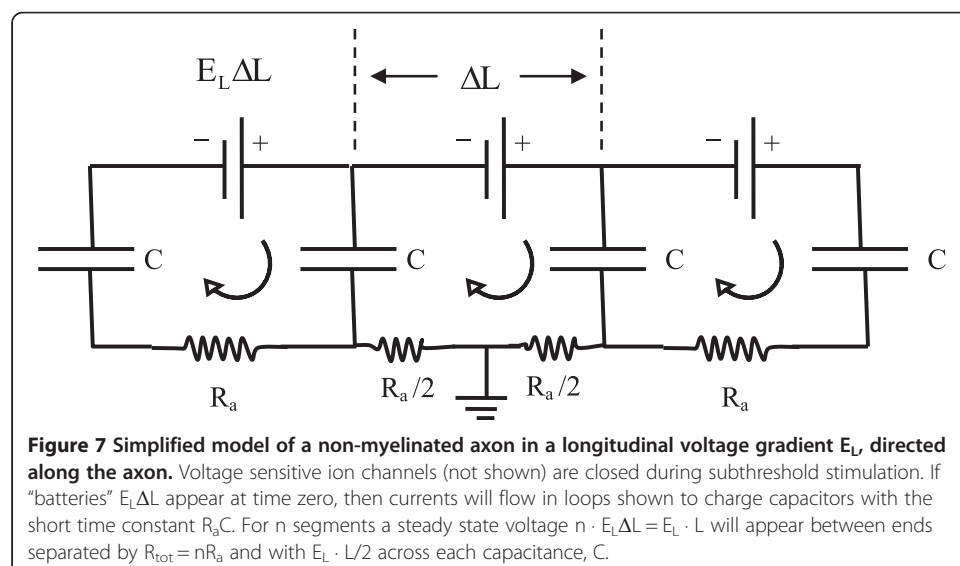 E_L ΔL
ΔL
− + − + − +
C C C C
R_a R_a /2 R_a /2 R_a
Figure 7 Simplified model of a non-myelinated axon in a longitudinal voltage gradient E_L, directed
along the axon. Voltage sensitive ion channels (not shown) are closed during subthreshold stimulation. If
"batteries" E_LΔL appear at time zero, then currents will flow in loops shown to charge capacitors with the
short time constant R_aC. For n segments a steady state voltage n · E_LΔL = E_L · L will appear between ends
separated by R_tot = nR_a and with E_L · L/2 across each capacitance, C.